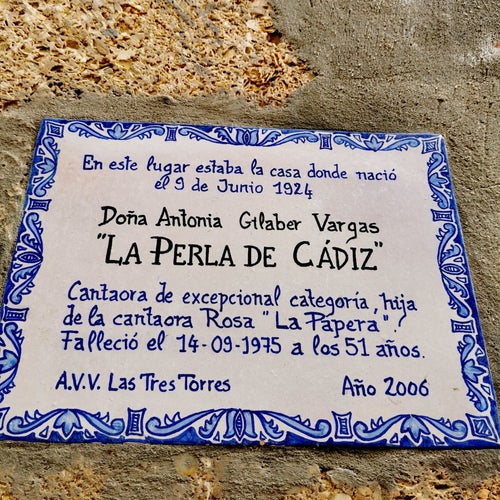 En este lugar estaba la casa donde nació
el 9 de Junio 1924
Doña Antonia Gilaber Vargas
"LA PERLA DE CÁDIZ"
Cantaora de excepcional categoría, hija
de la cantaora Rosa "La Papera".
Falleció el 14-09-1975 a los 51 años.
A.V.V. Las Tres Torres Año 2006